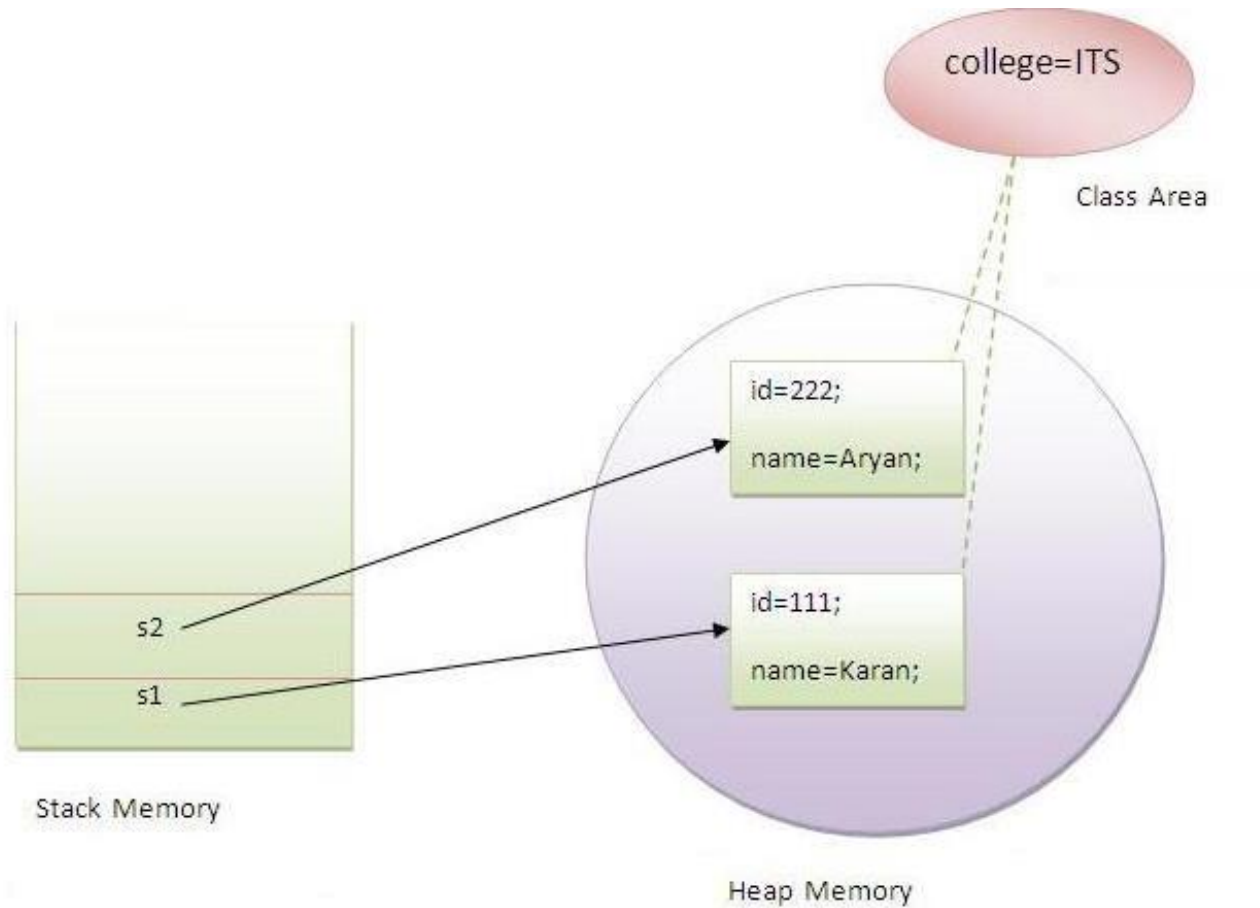 college=ITS
Class Area
id=222;
name=Aryan;
s2
id=111;
name=Karan;
s1
Stack Memory
Heap Memory